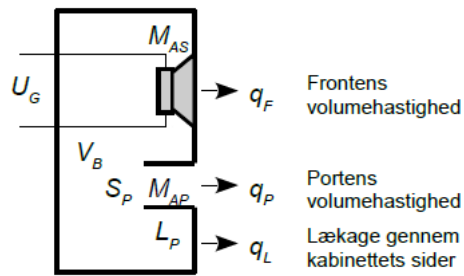 M_AS
U_G
q_F
Frontens
volumehastighed
V_B
S_P
M_AP
q_P
Portens
volumehastighed
L_P
q_L
Lækage gennem
kabinettets sider